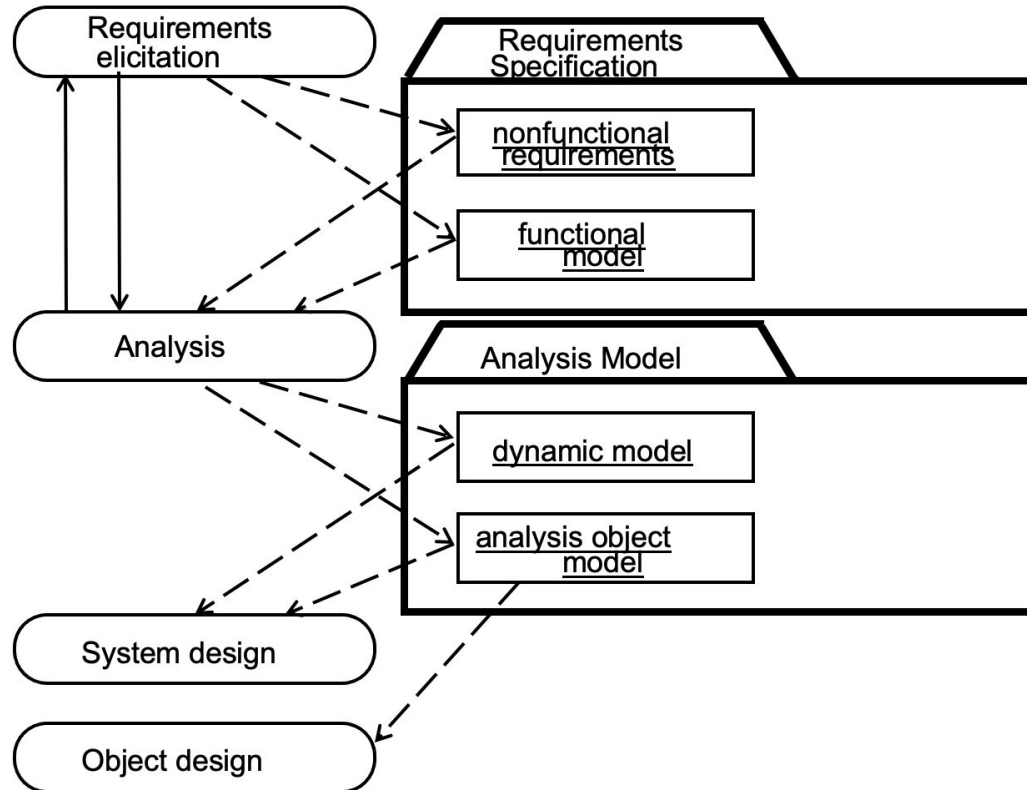 Requirements
elicitation
Requirements
Specification
nonfunctional
requirements
functional
model
Analysis
Analysis Model
dynamic model
analysis object
model
System design
Object design